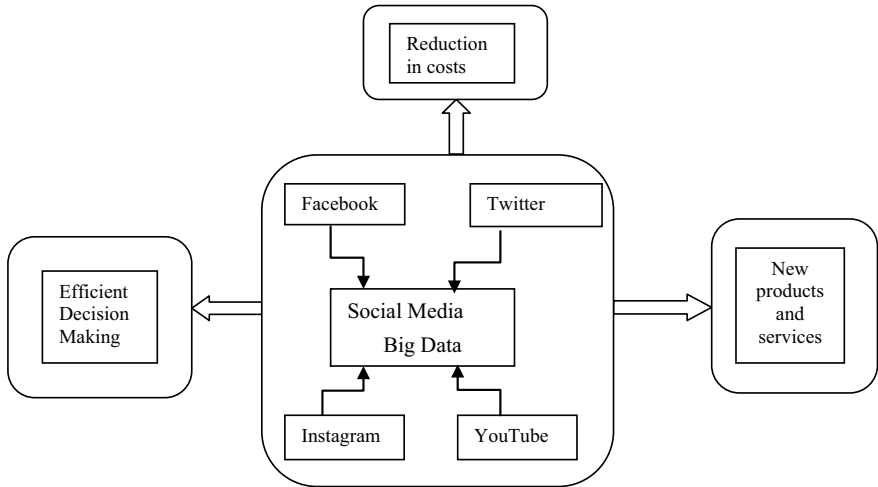 Reduction
in costs
Facebook
Twitter
Efficient
Decision
Making
Social Media
Big Data
New
products
and
services
Instagram
YouTube